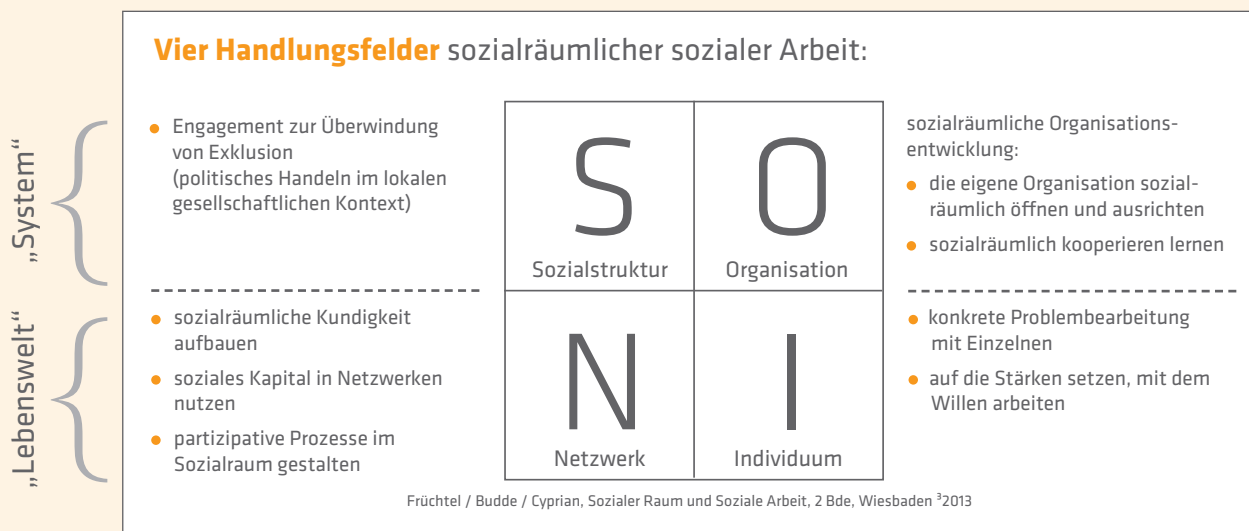 Vier Handlungsfelder sozialräumlicher sozialer Arbeit:
„System“
• Engagement zur Überwindung
von Exklusion
(politisches Handeln im lokalen
gesellschaftlichen Kontext)
S
Sozialstruktur
O
Organisation
sozialräumliche Organisations-
entwicklung:
• die eigene Organisation sozial-
räumlich öffnen und ausrichten
• sozialräumlich kooperieren lernen
„Lebenswelt“
• sozialräumliche Kundigkeit
aufbauen
• soziales Kapital in Netzwerken
nutzen
• partizipative Prozesse im
Sozialraum gestalten
N
Netzwerk
I
Individuum
• konkrete Problembearbeitung
mit Einzelnen
• auf die Stärken setzen, mit dem
Willen arbeiten
Früchtel / Budde / Cyprian, Sozialer Raum und Soziale Arbeit, 2 Bde, Wiesbaden ³2013